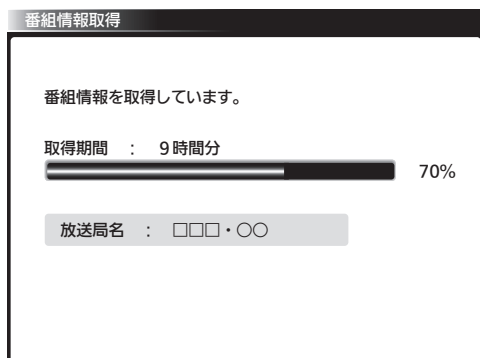 番組情報取得
番組情報を取得しています。
取得期間 : 9時間分
70%
放送局名 : □□□・○○